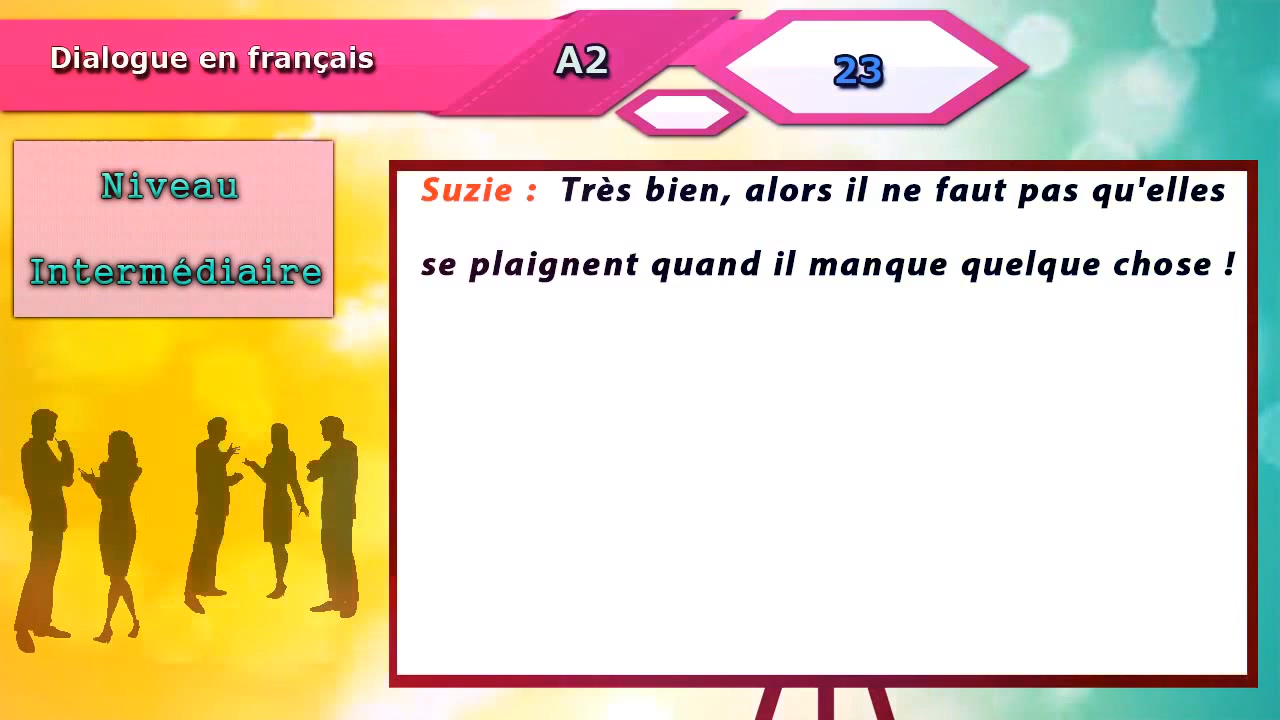 Dialogue en français
A2
23
Niveau
Intermédiaire
Suzie : Très bien, alors il ne faut pas qu'elles
se plaignent quand il manque quelque chose !